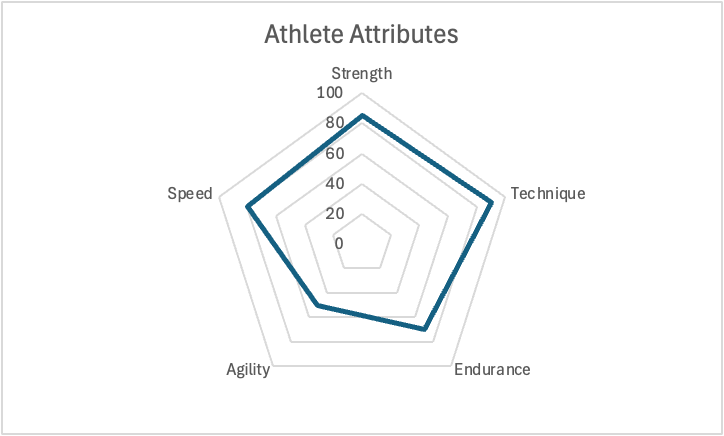 Athlete Attributes
Strength
100
80
60
40
20
0
Speed
Technique
Agility
Endurance